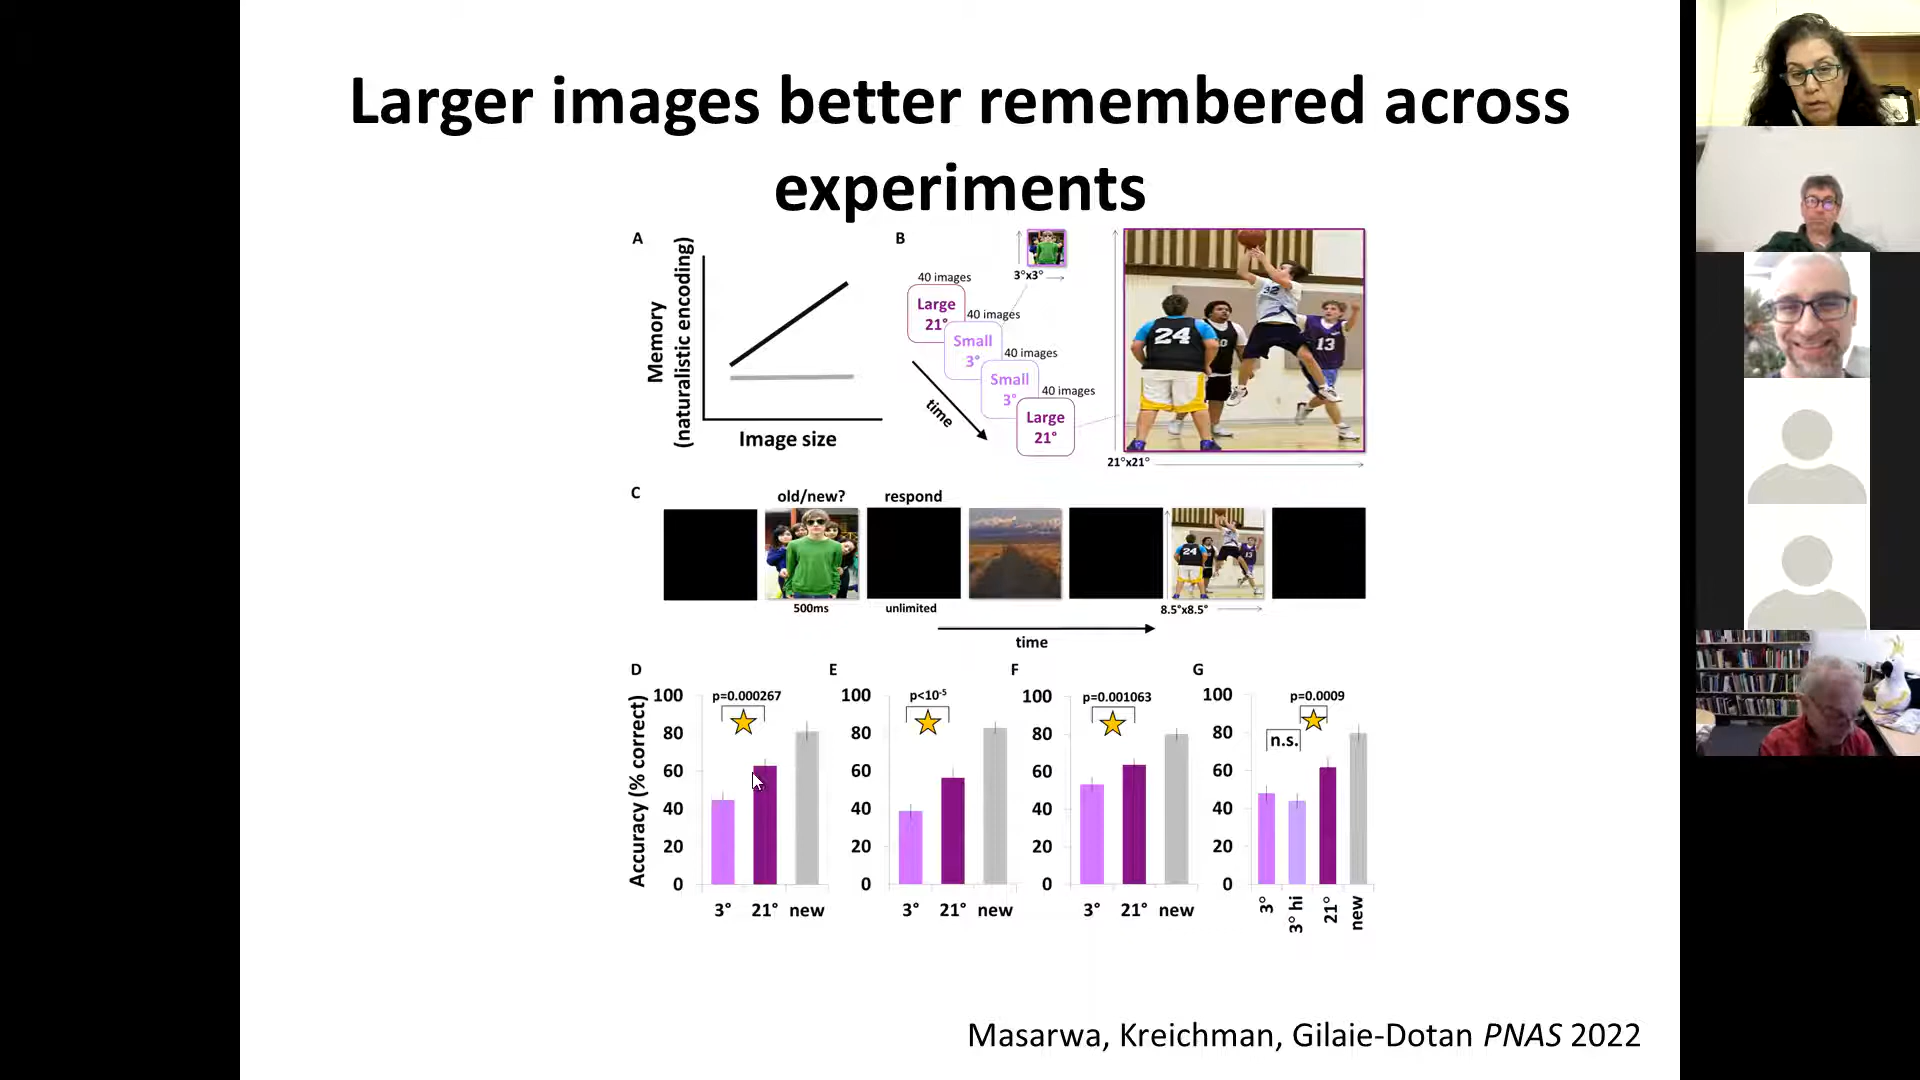 Larger images better remembered across
experiments
A
Memory
(naturalistic encoding)
Image size
B
3°x3°
40 images
Large
21°
40 images
Small
3°
40 images
Small
3°
40 images
Large
21°
time
24
32
13
21°x21°
C
old/new?
respond
24
13
500ms
unlimited
8.5°x8.5°
time
D
Accuracy (% correct)
100
80
60
40
20
0
p=0.000267
3° 21° new
E
100
80
60
40
20
0
p<10-5
3° 21° new
F
100
80
60
40
20
0
p=0.001063
3° 21° new
G
100
80
60
40
20
0
p=0.0009
n.s.
3° 3° hi 21° new
Masarwa, Kreichman, Gilaie-Dotan PNAS 2022